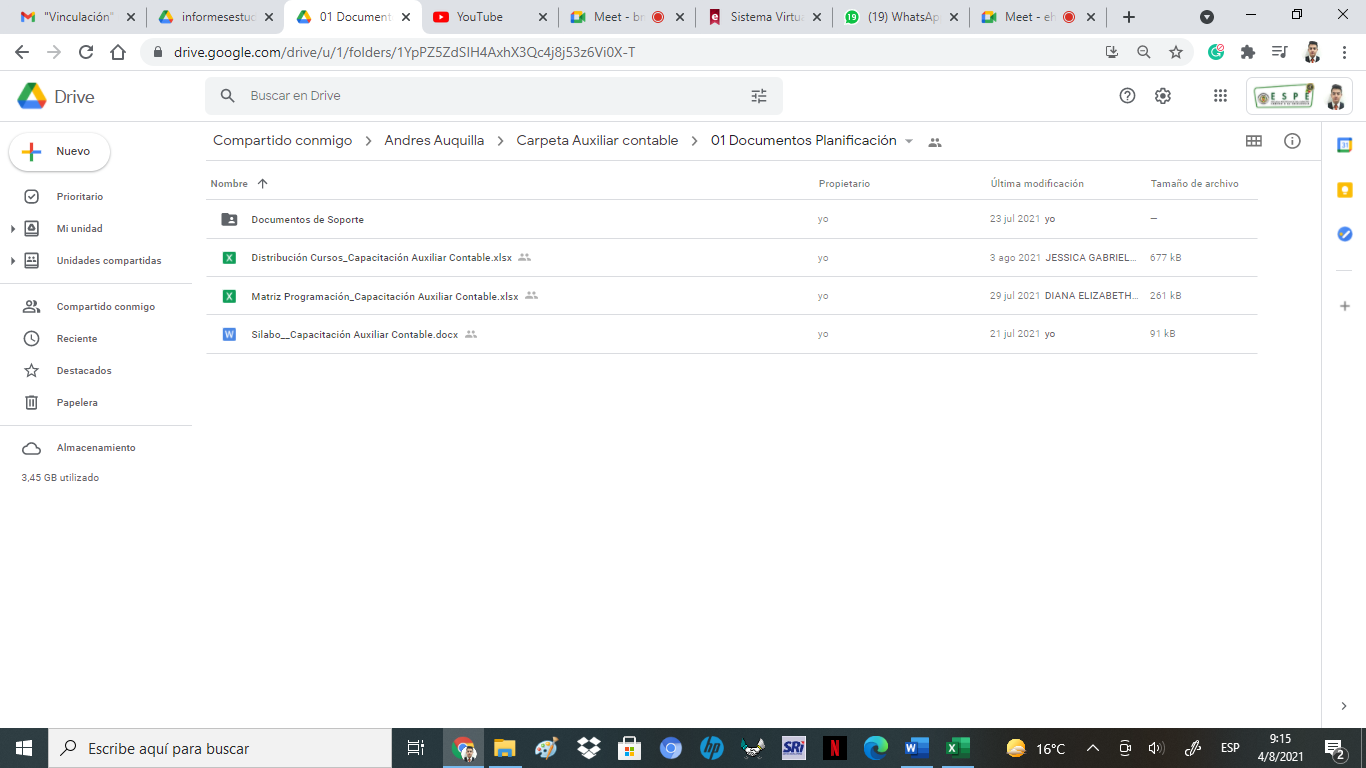 "Vinculación"
informesestud
01 Document
YouTube
Meet - br
Sistema Virtua
(19) WhatsAp
Meet - eh
drive.google.com/drive/u/1/folders/1YpPZ5ZdSIH4AxhX3Qc4j8j53z6Vi0X-T
Drive
Buscar en Drive
E S P E
Nuevo
Compartido conmigo > Andres Auquilla > Carpeta Auxiliar contable > 01 Documentos Planificación
Nombre Propietario Última modificación Tamaño de archivo
Prioritario
Mi unidad
Unidades compartidas
Compartido conmigo
Reciente
Destacados
Papelera
Almacenamiento
3,45 GB utilizado
Documentos de Soporte yo 23 jul 2021 yo —
Distribución Cursos_Capacitación Auxiliar Contable.xlsx yo 3 ago 2021 JESSICA GABRIEL... 677 kB
Matriz Programación_Capacitación Auxiliar Contable.xlsx yo 29 jul 2021 DIANA ELIZABETH... 261 kB
Silabo__Capacitación Auxiliar Contable.docx yo 21 jul 2021 yo 91 kB
Escribe aquí para buscar
16°C
ESP
9:15
4/8/2021
2